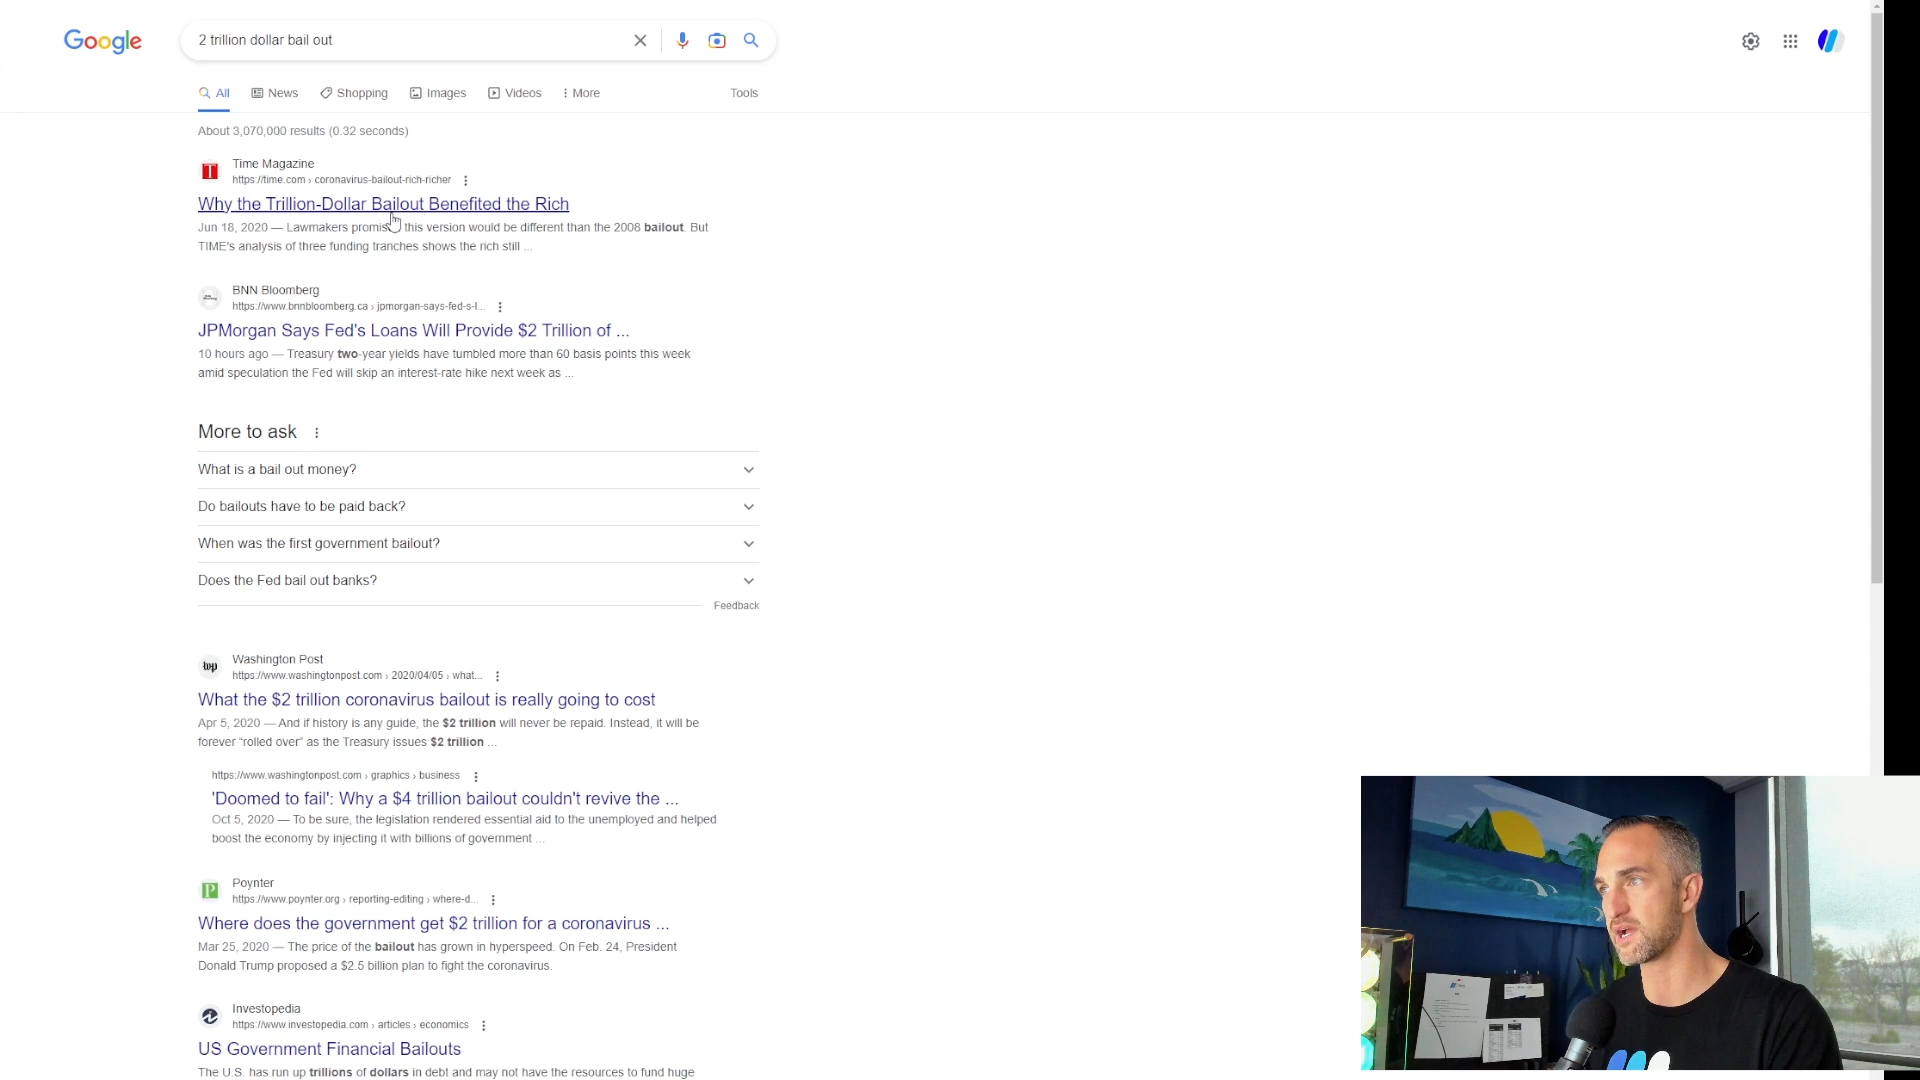 Google
2 trillion dollar bail out
All
News
Shopping
Images
Videos
More
Tools
About 3,070,000 results (0.32 seconds)
Time Magazine
https://time.com › coronavirus-bailout-rich-richer
Why the Trillion-Dollar Bailout Benefited the Rich
Jun 18, 2020 — Lawmakers this version would be different than the 2008 bailout. But
TIME's analysis of three funding tranches shows the rich still ...
BNN Bloomberg
https://www.bnnbloomberg.ca › jpmorgan-says-fed-s-l...
JPMorgan Says Fed's Loans Will Provide $2 Trillion of ...
10 hours ago — Treasury two-year yields have tumbled more than 60 basis points this week
amid speculation the Fed will skip an interest-rate hike next week as ...
More to ask
What is a bail out money?
Do bailouts have to be paid back?
When was the first government bailout?
Does the Fed bail out banks?
Feedback
wp
Washington Post
https://www.washingtonpost.com › 2020/04/05 › what...
What the $2 trillion coronavirus bailout is really going to cost
Apr 5, 2020 — And if history is any guide, the $2 trillion will never be repaid. Instead, it will be
forever “rolled over” as the Treasury issues $2 trillion ...
https://www.washingtonpost.com › graphics › business
'Doomed to fail': Why a $4 trillion bailout couldn't revive the ...
Oct 5, 2020 — To be sure, the legislation rendered essential aid to the unemployed and helped
boost the economy by injecting it with billions of government ...
P
Poynter
https://www.poynter.org › reporting-editing › where-d...
Where does the government get $2 trillion for a coronavirus ...
Mar 25, 2020 — The price of the bailout has grown in hyperspeed. On Feb. 24, President
Donald Trump proposed a $2.5 billion plan to fight the coronavirus.
Investopedia
https://www.investopedia.com › articles › economics
US Government Financial Bailouts
The U.S. has run up trillions of dollars in debt and may not have the resources to fund huge